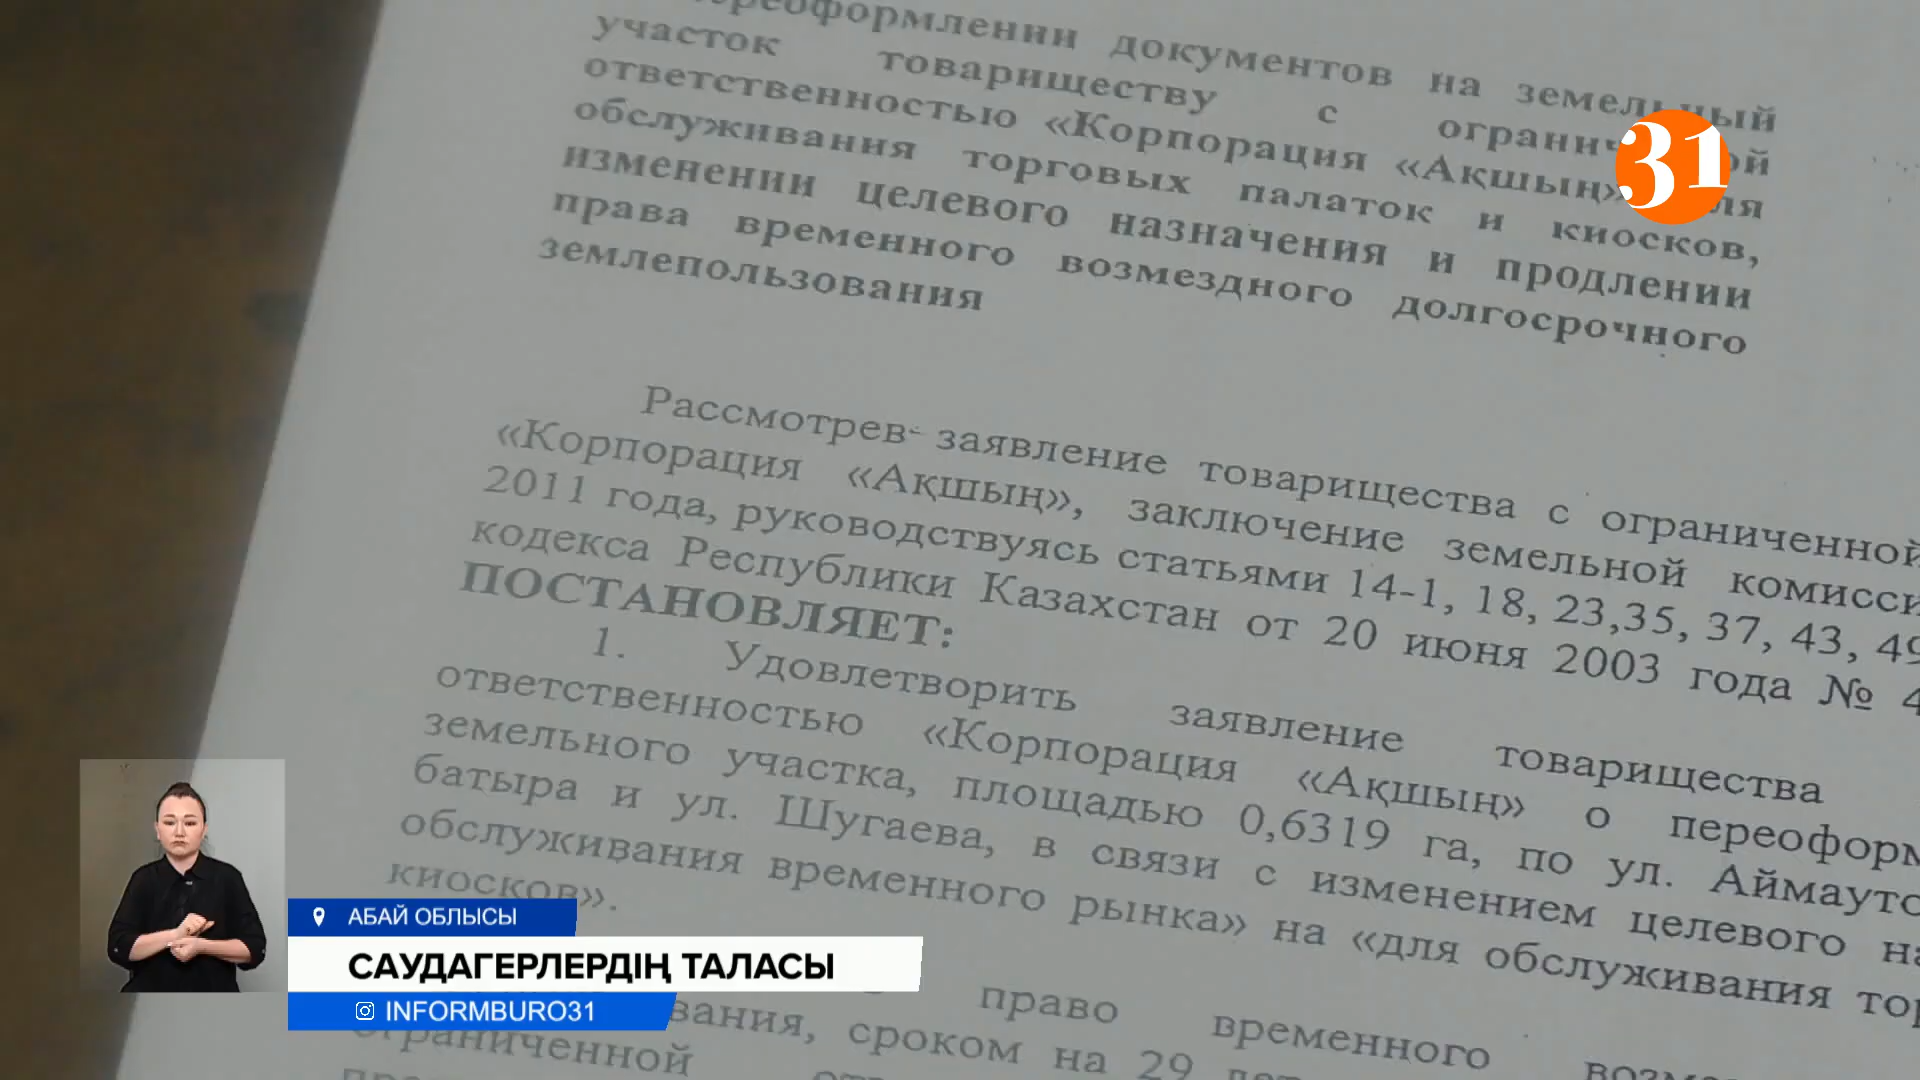 переоформлении документов на земельный
участок товариществу с ограниченной
ответственностью «Корпорация «Ақшың» для
обслуживания торговых палаток и киосков,
изменении целевого назначения и продлении
права временного возмездного долгосрочного
землепользования
31
Рассмотрев заявление товарищества с ограниченной
«Корпорация «Ақшың», заключение земельной комисси
2011 года, руководствуясь статьями 14-1, 18, 23,35, 37, 43, 49
кодекса Республики Казахстан от 20 июня 2003 года № 4
ПОСТАНОВЛЯЕТ:
1. Удовлетворить заявление товарищества
ответственностью «Корпорация «Ақшың» о переоформ
земельного участка, площадью 0,6319 га, по ул. Аймауто
батыра и ул. Шугаева, в связи с изменением целевого на
обслуживания временного рынка» на «для обслуживания тор
киосков».
право временного возм
вания, сроком на 29 лет
ограниченной
АБАЙ ОБЛЫСЫ
САУДАГЕРЛЕРДІҢ ТАЛАСЫ
INFORMBURO31